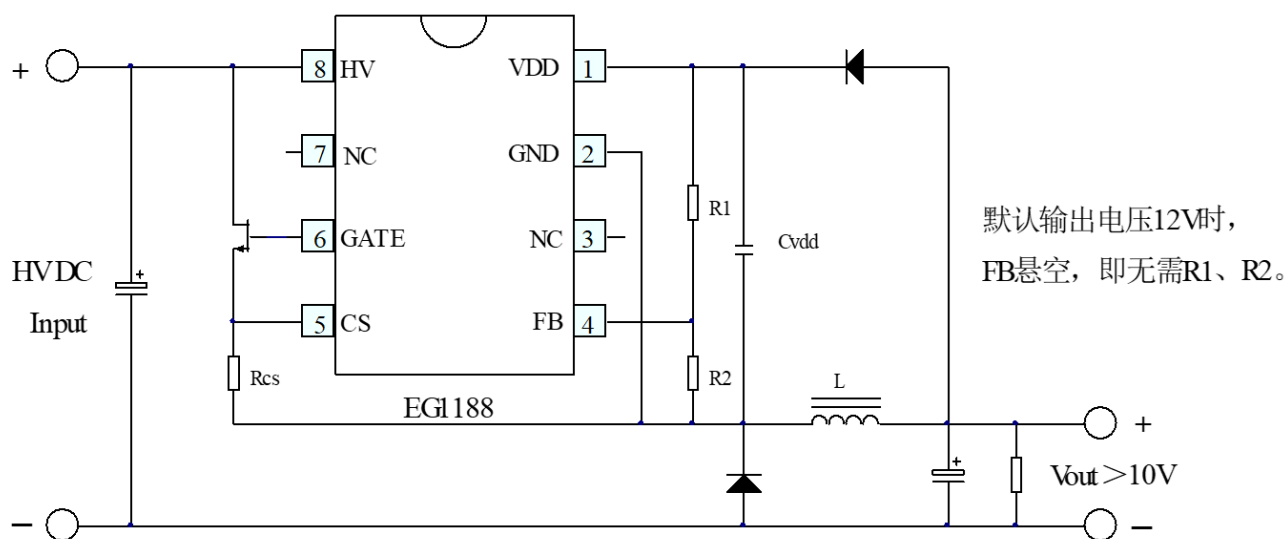 +
8
HV
VDD
1
7
NC
GND
2
R1
6
GATE
NC
3
Cvdd
默认输出电压12V时，
FB悬空，即无需R1、R2。
HVDC
Input
+
5
CS
FB
4
Rcs
R2
L
EG1188
+
+
Vout＞10V
−
−